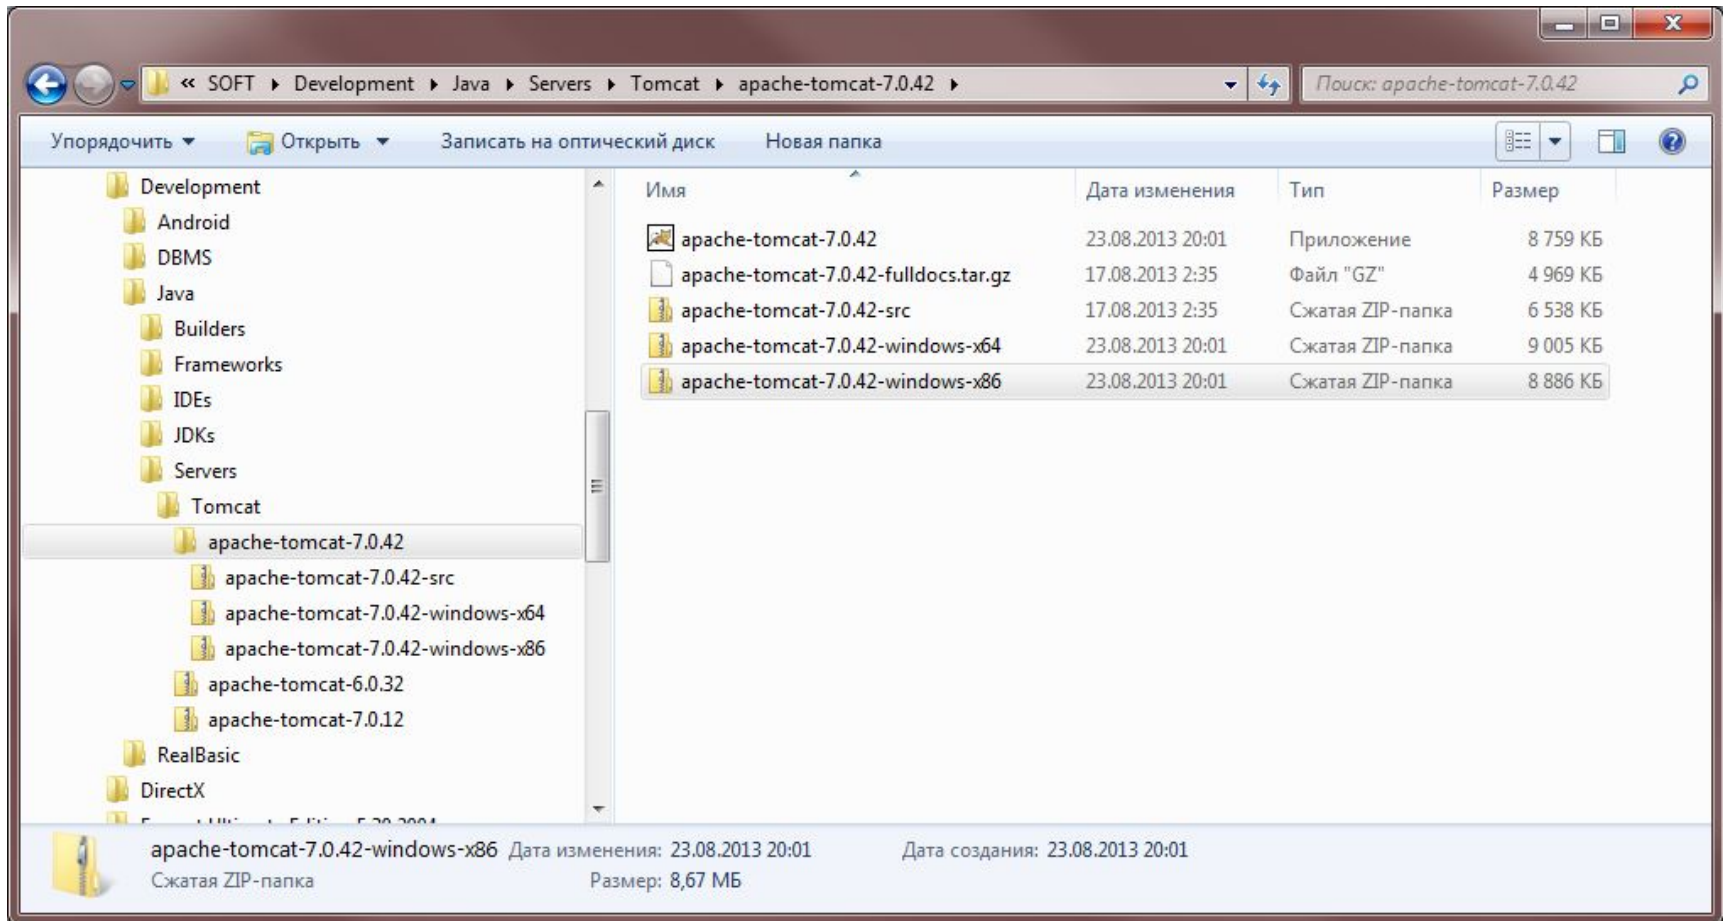 « SOFT ▸ Development ▸ Java ▸ Servers ▸ Tomcat ▸ apache-tomcat-7.0.42 ▸
Поиск: apache-tomcat-7.0.42
Упорядочить Открыть Записать на оптический диск Новая папка
Development
Android
DBMS
Java
Builders
Frameworks
IDEs
JDKs
Servers
Tomcat
apache-tomcat-7.0.42
apache-tomcat-7.0.42-src
apache-tomcat-7.0.42-windows-x64
apache-tomcat-7.0.42-windows-x86
apache-tomcat-6.0.32
apache-tomcat-7.0.12
RealBasic
DirectX
Имя Дата изменения Тип Размер
apache-tomcat-7.0.42 23.08.2013 20:01 Приложение 8 759 КБ
apache-tomcat-7.0.42-fulldocs.tar.gz 17.08.2013 2:35 Файл "GZ" 4 969 КБ
apache-tomcat-7.0.42-src 17.08.2013 2:35 Сжатая ZIP-папка 6 538 КБ
apache-tomcat-7.0.42-windows-x64 23.08.2013 20:01 Сжатая ZIP-папка 9 005 КБ
apache-tomcat-7.0.42-windows-x86 23.08.2013 20:01 Сжатая ZIP-папка 8 886 КБ
apache-tomcat-7.0.42-windows-x86 Дата изменения: 23.08.2013 20:01 Дата создания: 23.08.2013 20:01
Сжатая ZIP-папка Размер: 8,67 МБ